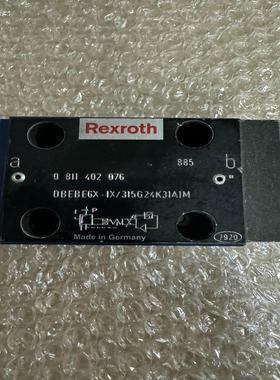 Rexroth
a 885 b
0 811 402 076
DBEBE6X-1X/315G24K31A1M
P
Made in Germany
7920